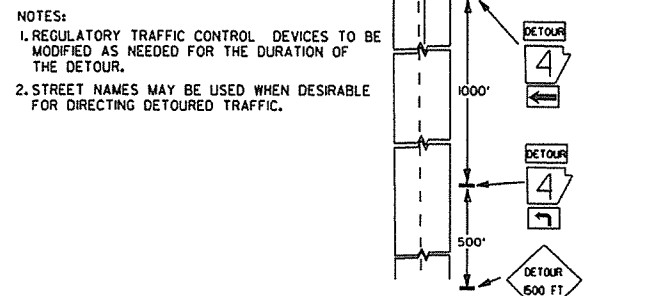 NOTES:
1. REGULATORY TRAFFIC CONTROL DEVICES TO BE
MODIFIED AS NEEDED FOR THE DURATION OF
THE DETOUR.
2. STREET NAMES MAY BE USED WHEN DESIRABLE
FOR DIRECTING DETOURED TRAFFIC.
DETOUR
4
1000'
DETOUR
4
500'
DETOUR
1500 FT